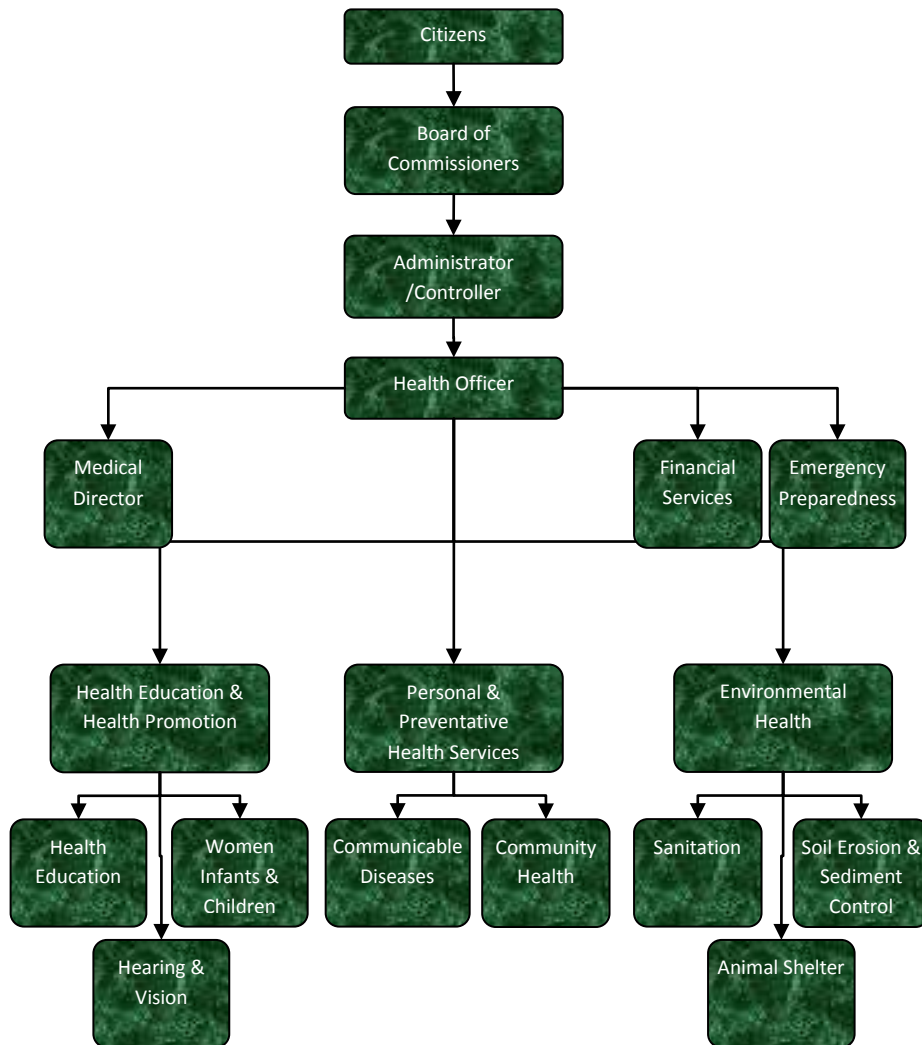 Citizens
Board of
Commissioners
Administrator
/Controller
Health Officer
Medical
Director
Financial
Services
Emergency
Preparedness
Health Education &
Health Promotion
Personal &
Preventative
Health Services
Environmental
Health
Health
Education
Women
Infants &
Children
Communicable
Diseases
Community
Health
Sanitation
Soil Erosion &
Sediment
Control
Hearing &
Vision
Animal Shelter